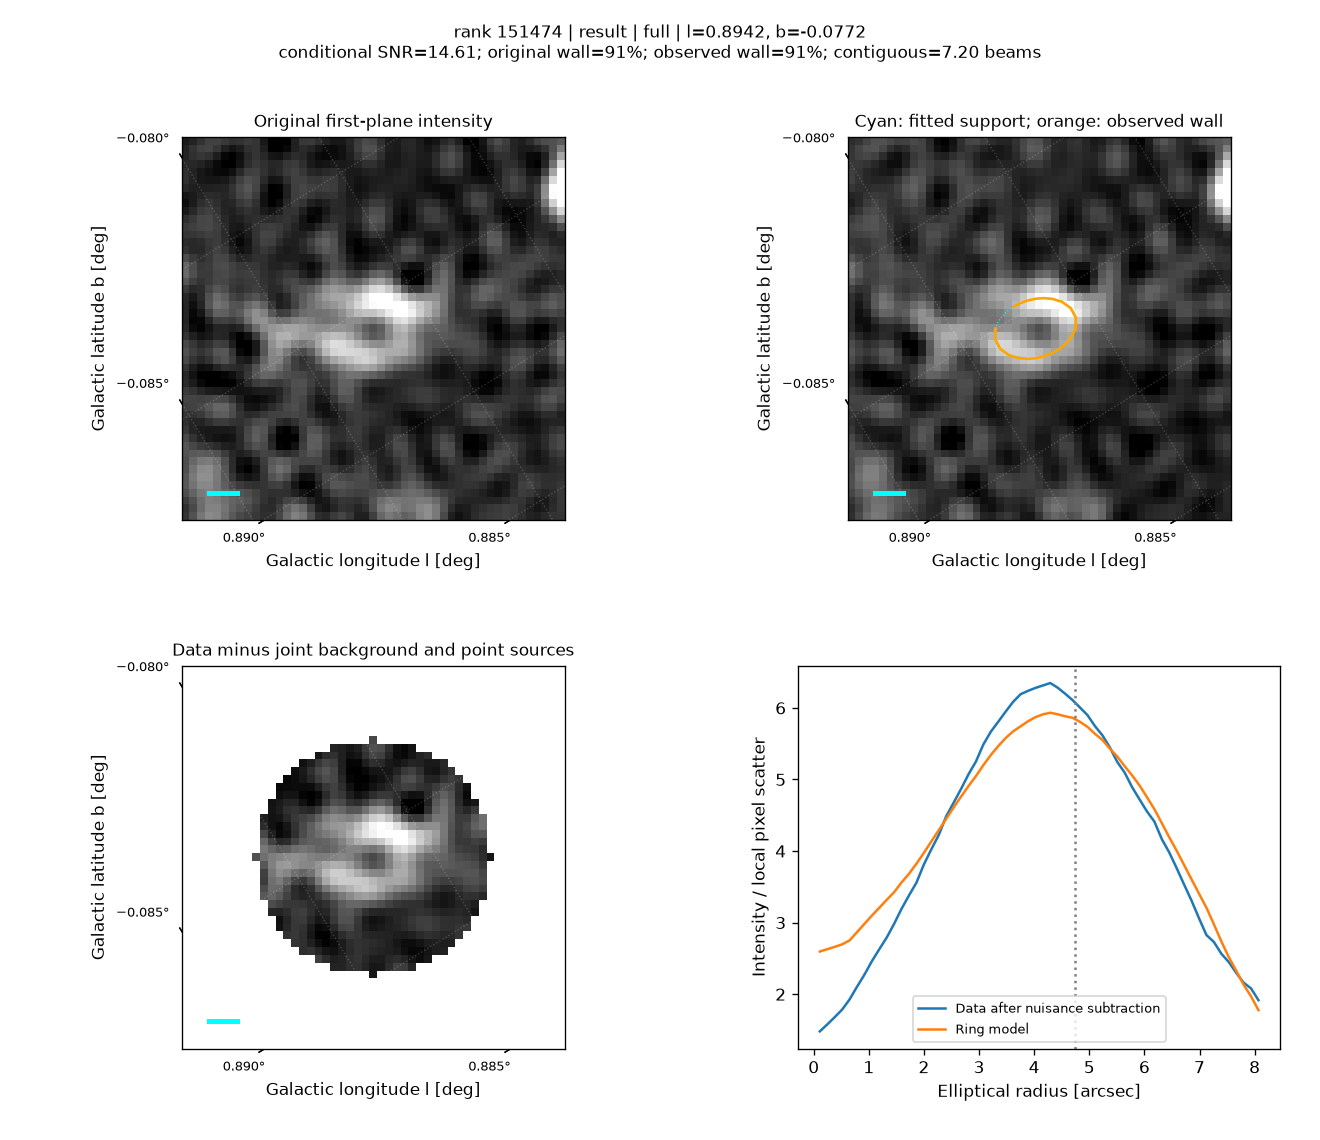 rank 151474 | result | full | l=0.8942, b=-0.0772
conditional SNR=14.61; original wall=91%; observed wall=91%; contiguous=7.20 beams
Original first-plane intensity
−0.080°
−0.085°
Galactic latitude b [deg]
0.890°
0.885°
Galactic longitude l [deg]
Cyan: fitted support; orange: observed wall
−0.080°
−0.085°
Galactic latitude b [deg]
0.890°
0.885°
Galactic longitude l [deg]
Data minus joint background and point sources
−0.080°
−0.085°
Galactic latitude b [deg]
0.890°
0.885°
Galactic longitude l [deg]
6
5
4
3
2
Intensity / local pixel scatter
Data after nuisance subtraction
Ring model
0 1 2 3 4 5 6 7 8
Elliptical radius [arcsec]